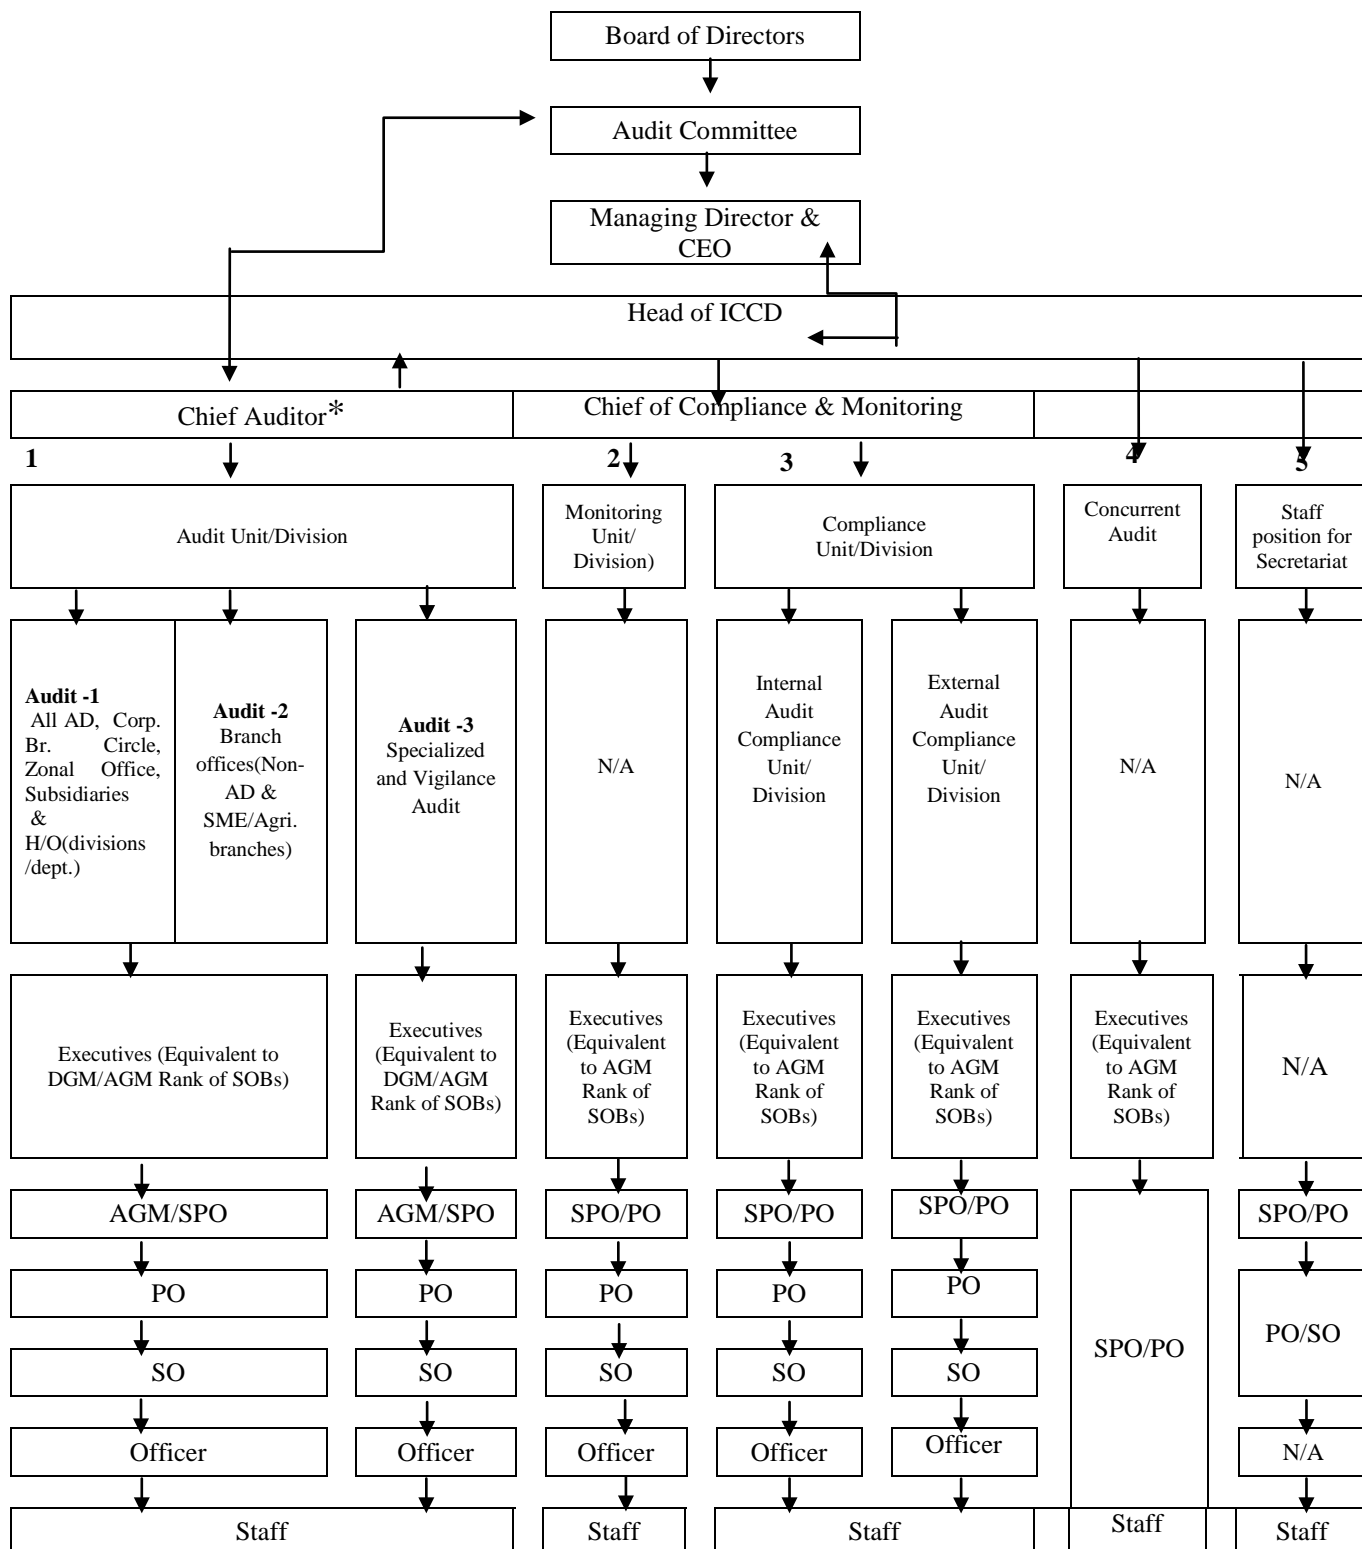 Board of Directors
Audit Committee
Managing Director &
CEO
Head of ICCD
Chief Auditor*
Chief of Compliance & Monitoring
1
2
3
4
5
Audit Unit/Division
Monitoring
Unit/
Division)
Compliance
Unit/Division
Concurrent
Audit
Staff
position for
Secretariat
Audit -1
All AD, Corp.
Br. Circle,
Zonal Office,
Subsidiaries
&
H/O(divisions
/dept.)
Audit -2
Branch
offices(Non-
AD &
SME/Agri.
branches)
Audit -3
Specialized
and Vigilance
Audit
N/A
Internal
Audit
Compliance
Unit/
Division
External
Audit
Compliance
Unit/
Division
N/A
N/A
Executives (Equivalent to
DGM/AGM Rank of SOBs)
Executives
(Equivalent to
DGM/AGM
Rank of SOBs)
Executives
(Equivalent
to AGM
Rank of
SOBs)
Executives
(Equivalent
to AGM
Rank of
SOBs)
Executives
(Equivalent
to AGM
Rank of
SOBs)
Executives
(Equivalent
to AGM
Rank of
SOBs)
N/A
AGM/SPO
AGM/SPO
SPO/PO
SPO/PO
SPO/PO
SPO/PO
SPO/PO
PO
PO
PO
PO
PO
PO/SO
SO
SO
SO
SO
SO
Officer
Officer
Officer
Officer
Officer
N/A
Staff
Staff
Staff
Staff
Staff